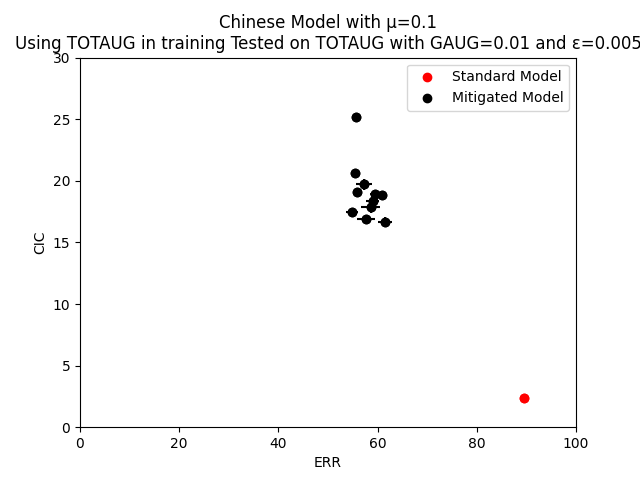 Chinese Model with μ=0.1
Using TOTAUG in training Tested on TOTAUG with GAUG=0.01 and ε=0.005
Standard Model
Mitigated Model
30
25
20
15
10
5
0
CIC
0 20 40 60 80 100
ERR